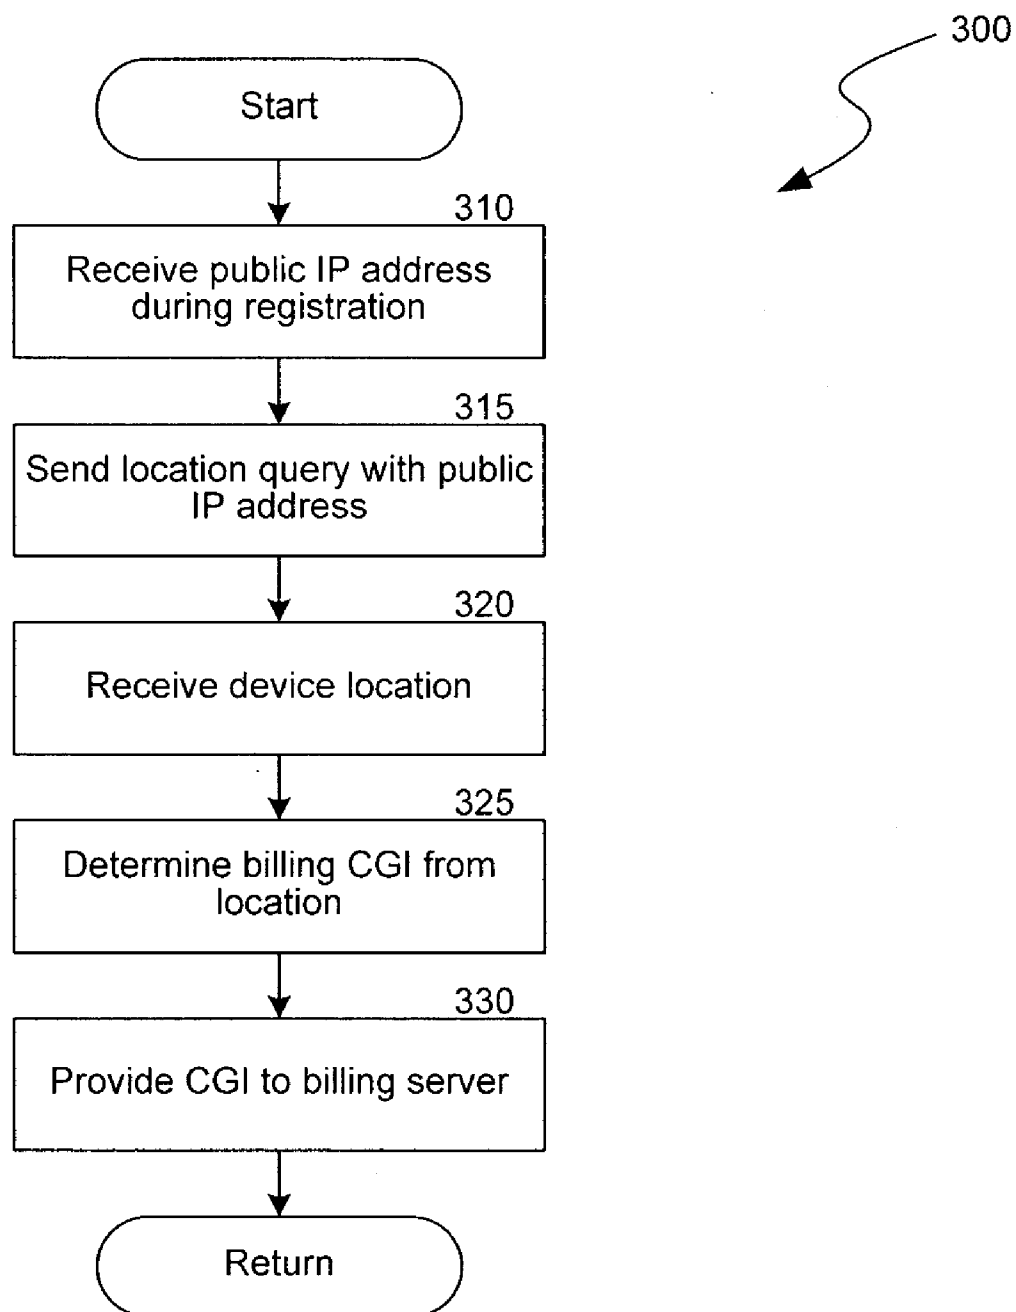 300
Start
310
Receive public IP address
during registration
315
Send location query with public
IP address
320
Receive device location
325
Determine billing CGI from
location
330
Provide CGI to billing server
Return